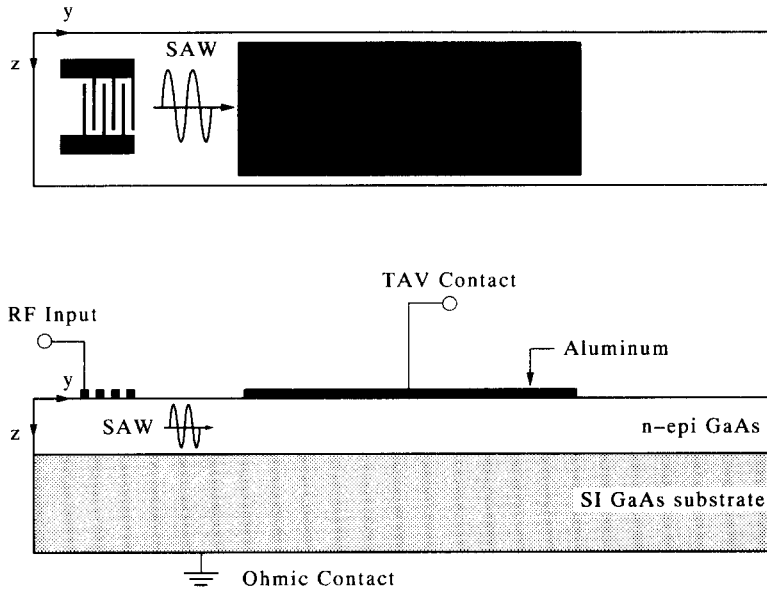 y
z
SAW
TAV Contact
RF Input
Aluminum
y
z
SAW
n-epi GaAs
SI GaAs substrate
Ohmic Contact